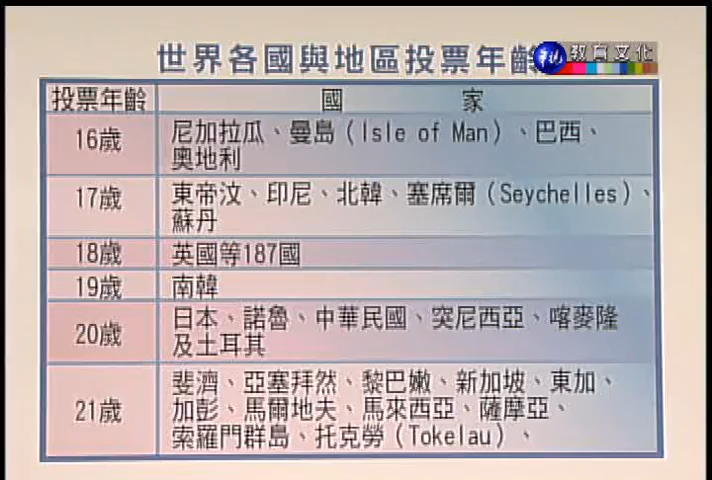 世界各國與地區投票年齡
教育文化
投票年齡 國家
16歲 尼加拉瓜、曼島（Isle of Man）、巴西、
奧地利
17歲 東帝汶、印尼、北韓、塞席爾（Seychelles）、
蘇丹
18歲 英國等187國
19歲 南韓
20歲 日本、諾魯、中華民國、突尼西亞、喀麥隆
及土耳其
21歲 斐濟、亞塞拜然、黎巴嫩、新加坡、東加、
加彭、馬爾地夫、馬來西亞、薩摩亞、
索羅門群島、托克勞（Tokelau）、